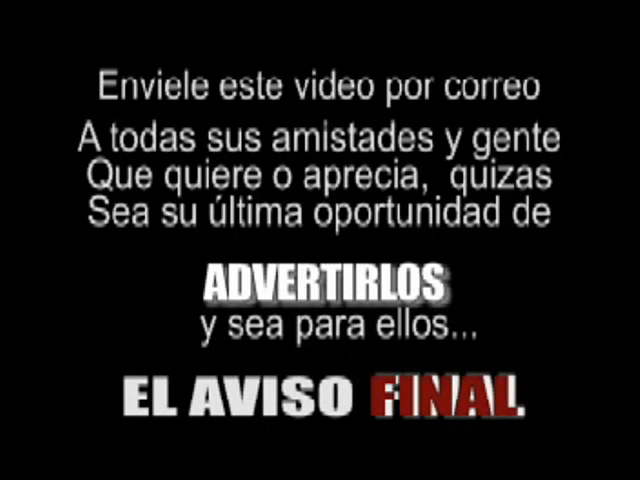 Enviele este video por correo
A todas sus amistades y gente
Que quiere o aprecia, quizas
Sea su última oportunidad de
ADVERTIRLOS
y sea para ellos...
EL AVISO FINAL.